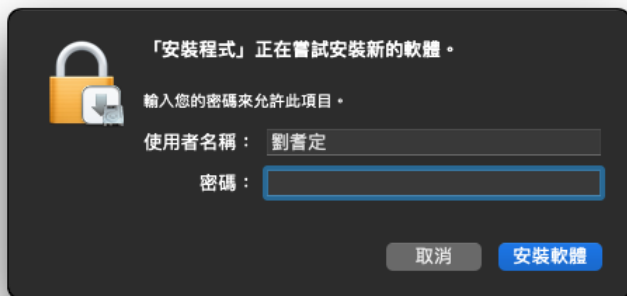 「安裝程式」正在嘗試安裝新的軟體。
輸入您的密碼來允許此項目。
使用者名稱： 劉耆定
密碼：
取消 安裝軟體